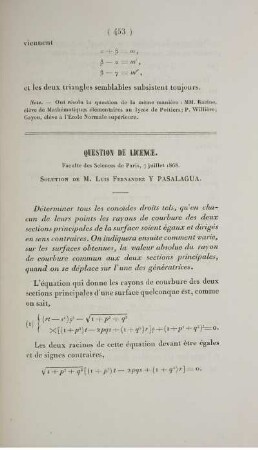 ( 453 )
viennent
α + β = m,
β − α = m',
β − γ = m'',
et les deux triangles semblables subsistent toujours.
Note. — Ont résolu la question de la même manière : MM.
élève de Mathématiques élémentaires au lycée de Poitiers; P. Willière;
Gayon, élève à l'École Normale supérieure.
QUESTION DE LICENCE.
Faculté des Sciences de Paris, 7 juillet 1868.
Solution de M. Luis Fernandez Y PASALAGUA.
Déterminer tous les conoïdes droits tels, qu'en cha-
cun de leurs points les rayons de courbure des deux
sections principales de la surface soient égaux et dirigés
en sens contraires. On indiquera ensuite comment varie,
sur les surfaces obtenues, la valeur absolue du rayon
de courbure commun aux deux sections principales,
quand on se déplace sur l'une des génératrices.
L'équation qui donne les rayons de courbure des deux
sections principales d'une surface quelconque est, comme
on sait,
(1) { (rt − s²)ρ² − √1 + p² + q²
×[(1+p²)t − 2pqs + (1+q²)r]ρ + (1+p²+q²)²=0.
Les deux racines de cette équation devant être égales
et de signes contraires,
√1 + p² + q² [(1+p²)t − 2pqs + (1+q²)r] = 0.